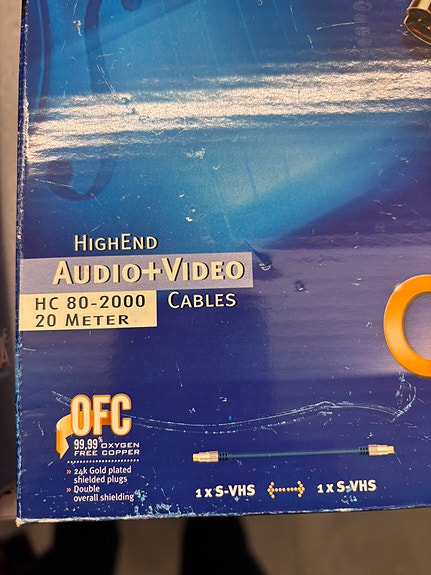 HIGHEND
AUDIO+VIDEO
HC 80-2000 CABLES
20 METER
OFC
99,99% OXYGEN
FREE COPPER
» 24k Gold plated
shielded plugs
» Double
overall shielding
1 x S-VHS 1 x S-VHS